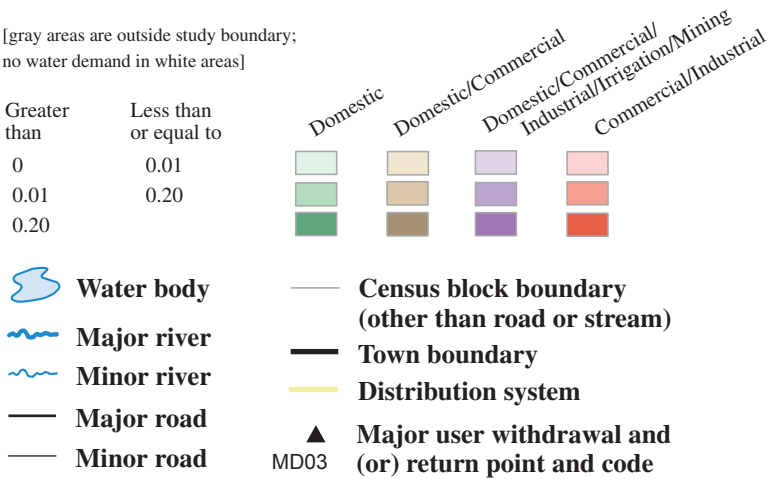 [gray areas are outside study boundary;
no water demand in white areas]
Greater
than
Less than
or equal to
Domestic
Domestic/Commercial
Domestic/Commercial/
Industrial/Irrigation/Mining
Commercial/Industrial
0 0.01
0.01 0.20
0.20
Water body
Major river
Minor river
Major road
Minor road
Census block boundary
(other than road or stream)
Town boundary
Distribution system
MD03
Major user withdrawal and
(or) return point and code